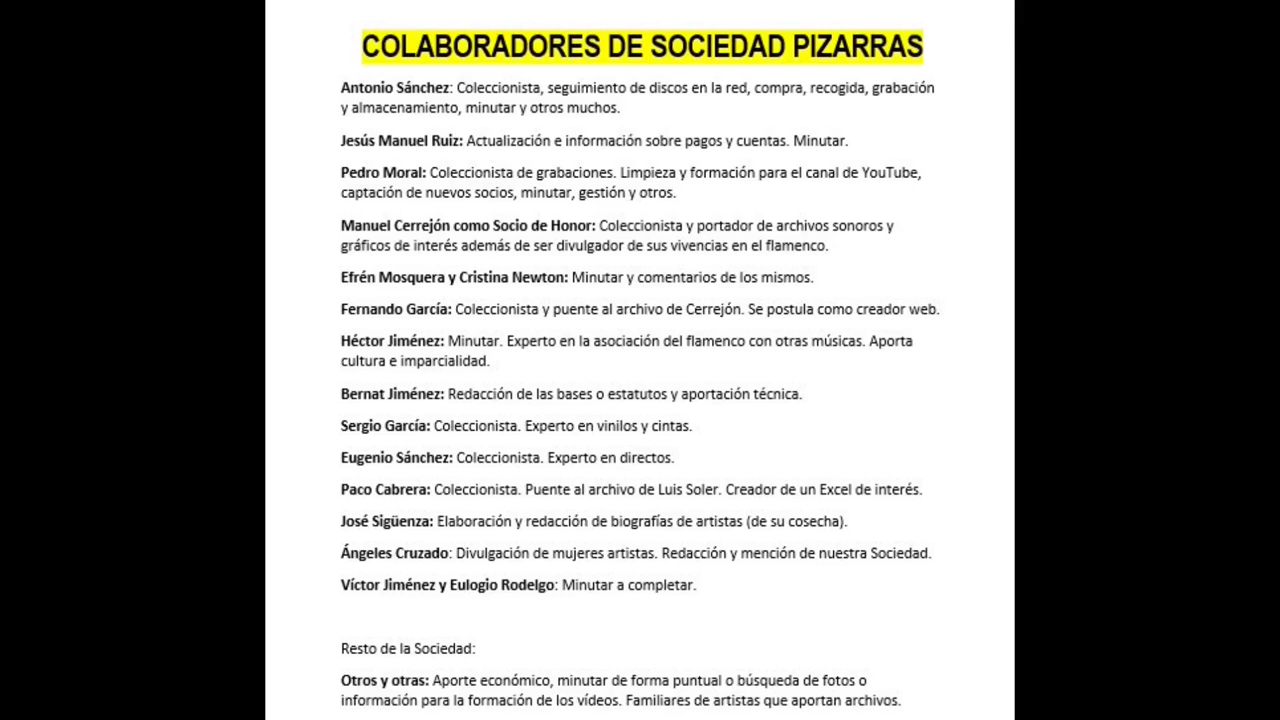 COLABORADORES DE SOCIEDAD PIZARRAS
Antonio Sánchez: Coleccionista, seguimiento de discos en la red, compra, recogida, grabación
y almacenamiento, minutar y otros muchos.
Jesús Manuel Ruiz: Actualización e información sobre pagos y cuentas. Minutar.
Pedro Moral: Coleccionista de grabaciones. Limpieza y formación para el canal de YouTube,
captación de nuevos socios, minutar, gestión y otros.
Manuel Cerrejón como Socio de Honor: Coleccionista y portador de archivos sonoros y
gráficos de interés además de ser divulgador de sus vivencias en el flamenco.
Efrén Mosquera y Cristina Newton: Minutar y comentarios de los mismos.
Fernando García: Coleccionista y puente al archivo de Cerrejón. Se postula como creador web.
Héctor Jiménez: Minutar. Experto en la asociación del flamenco con otras músicas. Aporta
cultura e imparcialidad.
Bernat Jiménez: Redacción de las bases o estatutos y aportación técnica.
Sergio García: Coleccionista. Experto en vinilos y cintas.
Eugenio Sánchez: Coleccionista. Experto en directos.
Paco Cabrera: Coleccionista. Puente al archivo de Luis Soler. Creador de un Excel de interés.
José Sigüenza: Elaboración y redacción de biografías de artistas (de su cosecha).
Ángeles Cruzado: Divulgación de mujeres artistas. Redacción y mención de nuestra Sociedad.
Víctor Jiménez y Eulogio Rodelgo: Minutar a completar.
Resto de la Sociedad:
Otros y otras: Aporte económico, minutar de forma puntual o búsqueda de fotos o
información para la formación de los vídeos. Familiares de artistas que aportan archivos.